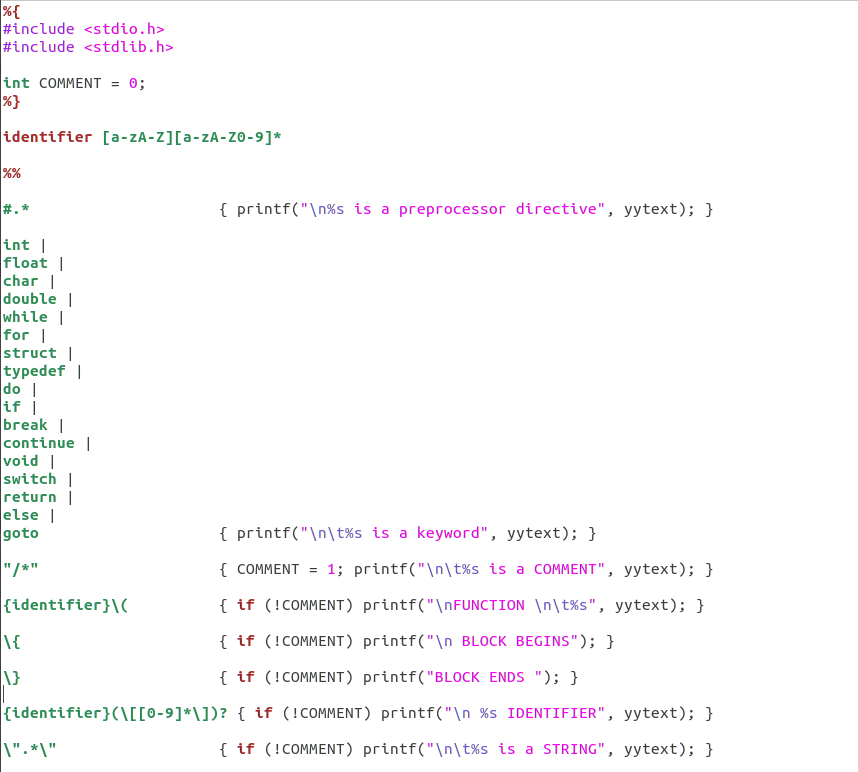 %{
#include <stdio.h>
#include <stdlib.h>
int COMMENT = 0;
%}
identifier [a-zA-Z][a-zA-Z0-9]*
%%
#.* { printf("\n%s is a preprocessor directive", yytext); }
int |
float |
char |
double |
while |
for |
struct |
typedef |
do |
if |
break |
continue |
void |
switch |
return |
else |
goto { printf("\n\t%s is a keyword", yytext); }
"/*" { COMMENT = 1; printf("\n\t%s is a COMMENT", yytext); }
{identifier}\( { if (!COMMENT) printf("\nFUNCTION \n\t%s", yytext); }
\{ { if (!COMMENT) printf("\n BLOCK BEGINS"); }
\} { if (!COMMENT) printf("BLOCK ENDS "); }
{identifier}(\[[0-9]*\])? { if (!COMMENT) printf("\n %s IDENTIFIER", yytext); }
\".*\" { if (!COMMENT) printf("\n\t%s is a STRING", yytext); }